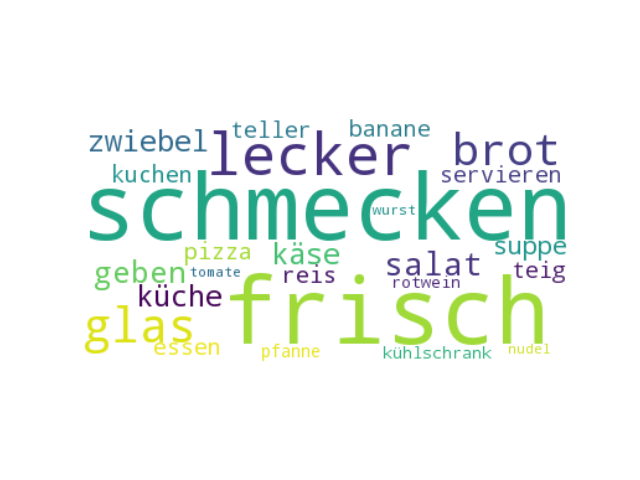 teller banane
zwiebel lecker brot
kuchen servieren
schmecken
wurst
pizza käse salat suppe
geben tomate reis rotwein teig
küche frisch
glas
essen pfanne kühlschrank nudel